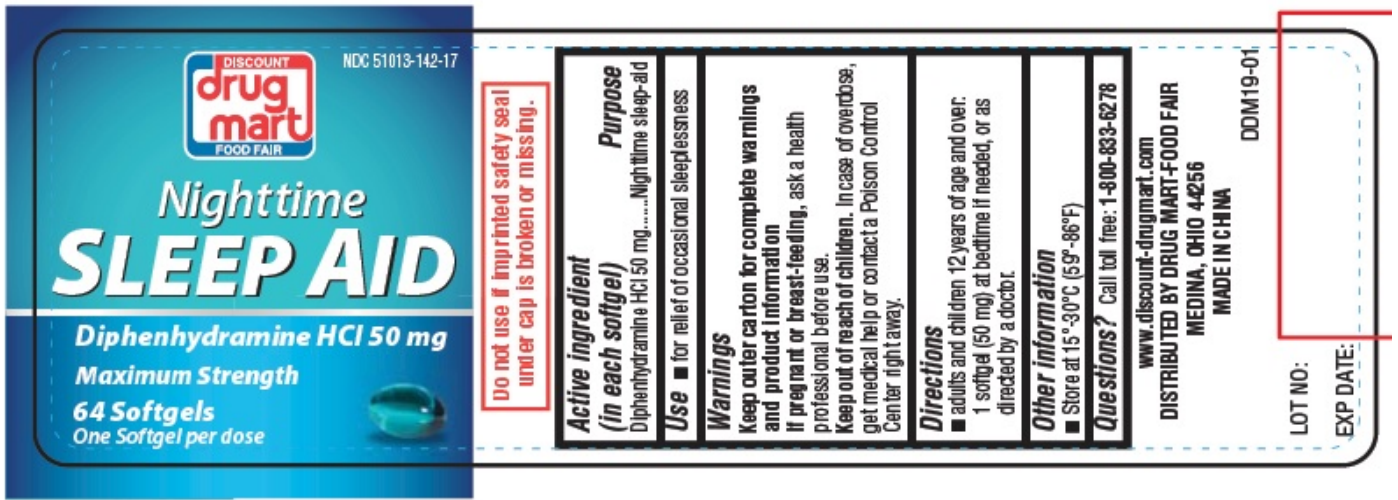 DISCOUNT
drug
mart
FOOD FAIR
NDC 51013-142-17
Nighttime
SLEEP AID
Diphenhydramine HCl 50 mg
Maximum Strength
64 Softgels
One Softgel per dose
Do not use if imprinted safety seal
under cap is broken or missing.
Active ingredient
(in each softgel) Purpose
Diphenhydramine HCl 50 mg.......Nighttime sleep-aid
Use ■ for relief of occasional sleeplessness
Warnings
Keep outer carton for complete warnings
and product information
If pregnant or breast-feeding, ask a health
professional before use.
Keep out of reach of children. In case of overdose,
get medical help or contact a Poison Control
Center right away.
Directions
■ adults and children 12 years of age and over:
1 softgel (50 mg) at bedtime if needed, or as
directed by a doctor.
Other information
■ Store at 15°-30°C (59°-86°F)
Questions? Call toll free: 1-800-833-6278
www.discount-drugmart.com
DISTRIBUTED BY DRUG MART-FOOD FAIR
MEDINA, OHIO 44256
MADE IN CHINA
DDM19-01
LOT NO:
EXP DATE: